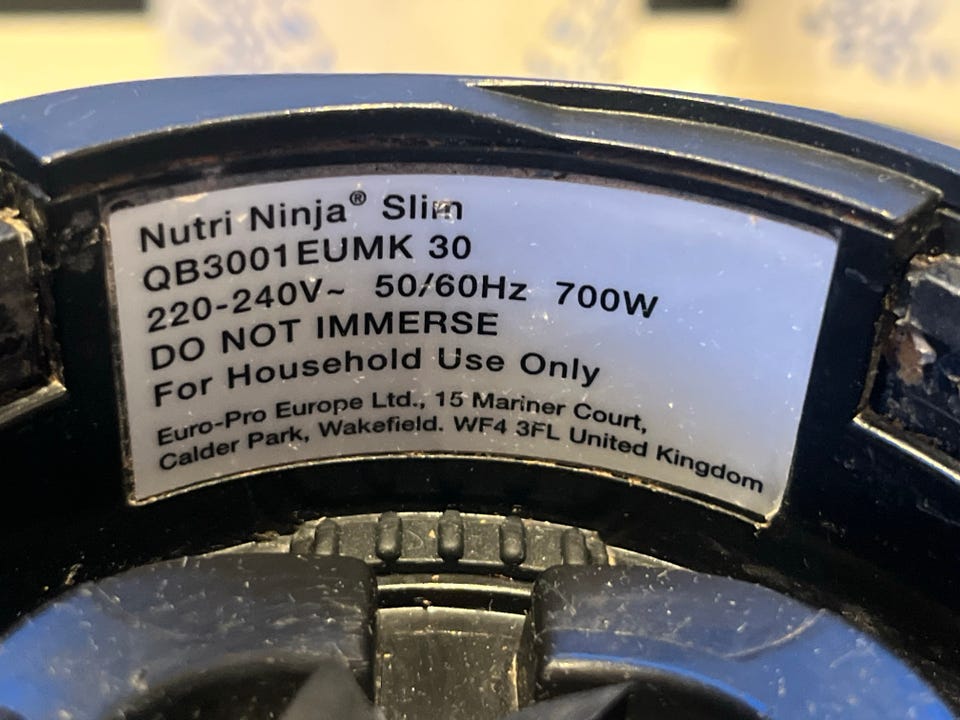 Nutri Ninja® Slim
QB3001EUMK 30
220-240V~ 50/60Hz 700W
DO NOT IMMERSE
For Household Use Only
Euro-Pro Europe Ltd., 15 Mariner Court,
Calder Park, Wakefield. WF4 3FL United Kingdom